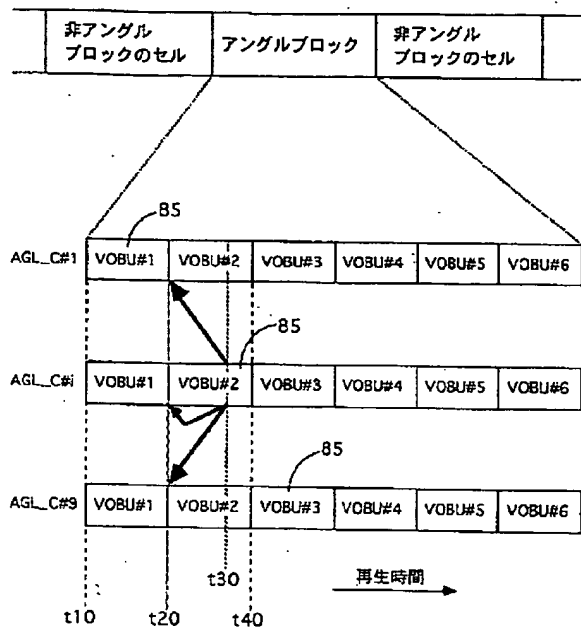 非アングル
ブロックのセル
アングルブロック
非アングル
ブロックのセル
85
AGL_C#1 VOBU#1 VOBU#2 VOBU#3 VOBU#4 VOBU#5 VOBU#6
85
AGL_C#i VOBU#1 VOBU#2 VOBU#3 VOBU#4 VOBU#5 VOBU#6
85
AGL_C#9 VOBU#1 VOBU#2 VOBU#3 VOBU#4 VOBU#5 VOBU#6
t30 再生時間
t10 t20 t40